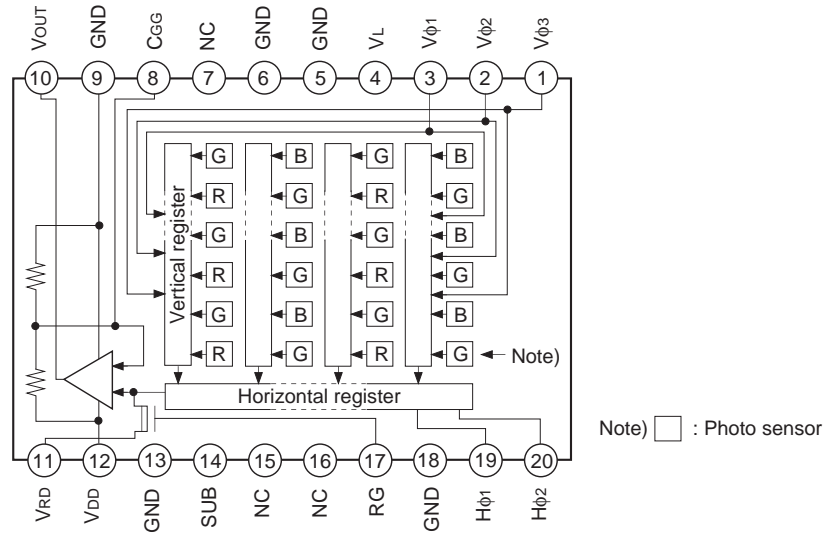 VOUT GND CGG NC GND GND VL Vφ1 Vφ2 Vφ3
10 9 8 7 6 5 4 3 2 1
G B G B
R G R G
G B G B
R G R G
G B G B
R G R G
Vertical register
Note)
Horizontal register
Note) : Photo sensor
11 12 13 14 15 16 17 18 19 20
VRD VDD GND SUB NC NC RG GND Hφ1 Hφ2